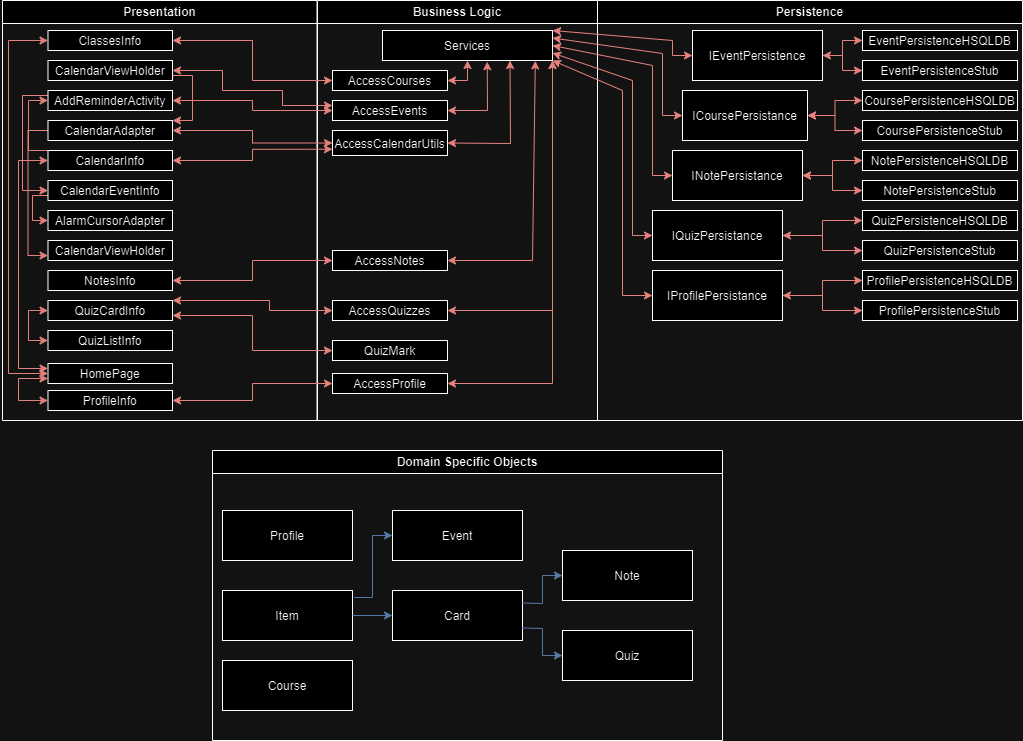 Presentation
ClassesInfo
CalendarViewHolder
AddReminderActivity
CalendarAdapter
CalendarInfo
CalendarEventInfo
AlarmCursorAdapter
CalendarViewHolder
NotesInfo
QuizCardInfo
QuizListInfo
HomePage
ProfileInfo
Business Logic
Services
AccessCourses
AccessEvents
AccessCalendarUtils
AccessNotes
AccessQuizzes
QuizMark
AccessProfile
Persistence
IEventPersistence
ICoursePersistance
INotePersistance
IQuizPersistance
IProfilePersistance
EventPersistenceHSQLDB
EventPersistenceStub
CoursePersistenceHSQLDB
CoursePersistenceStub
NotePersistenceHSQLDB
NotePersistenceStub
QuizPersistenceHSQLDB
QuizPersistenceStub
ProfilePersistenceHSQLDB
ProfilePersistenceStub
Domain Specific Objects
Profile
Event
Item
Card
Note
Quiz
Course